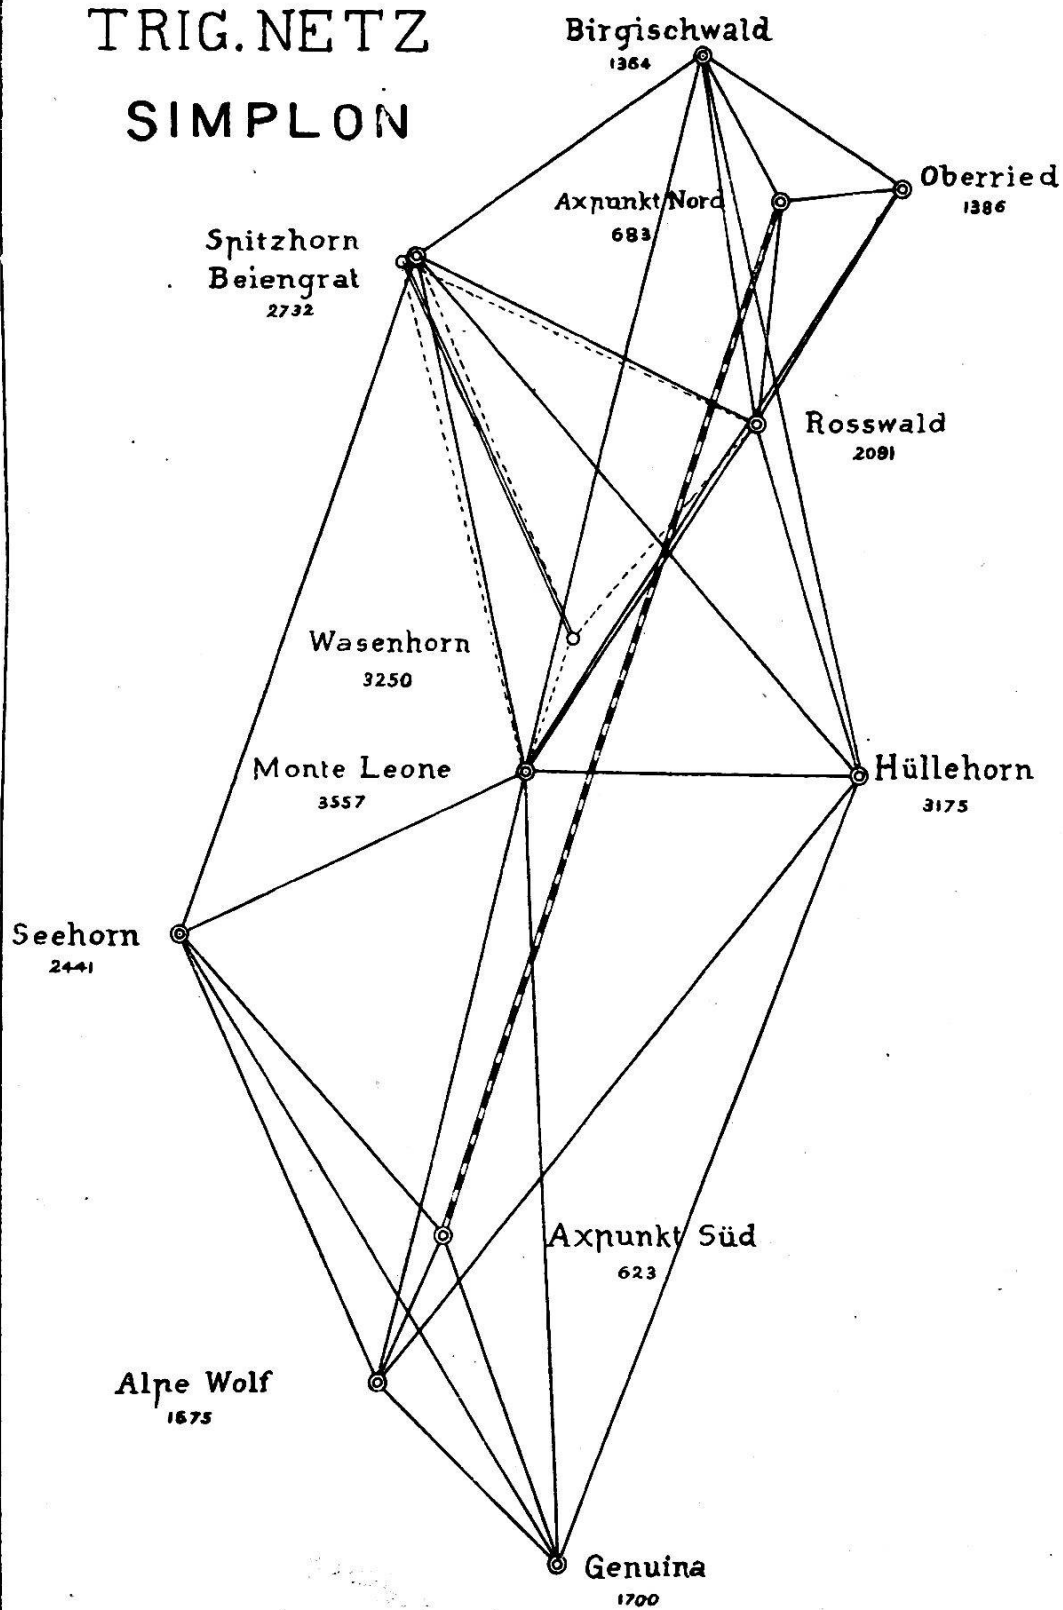 TRIG. NETZ
SIMPLON
Birgischwald
1364
Oberried
1386
Axpunkt Nord
683
Spitzhorn
Beiengrat
2732
Rosswald
2091
Wasenhorn
3250
Monte Leone
3557
Hüllehorn
3175
Seehorn
2441
Axpunkt Süd
623
Alpe Wolf
1675
Genuina
1700